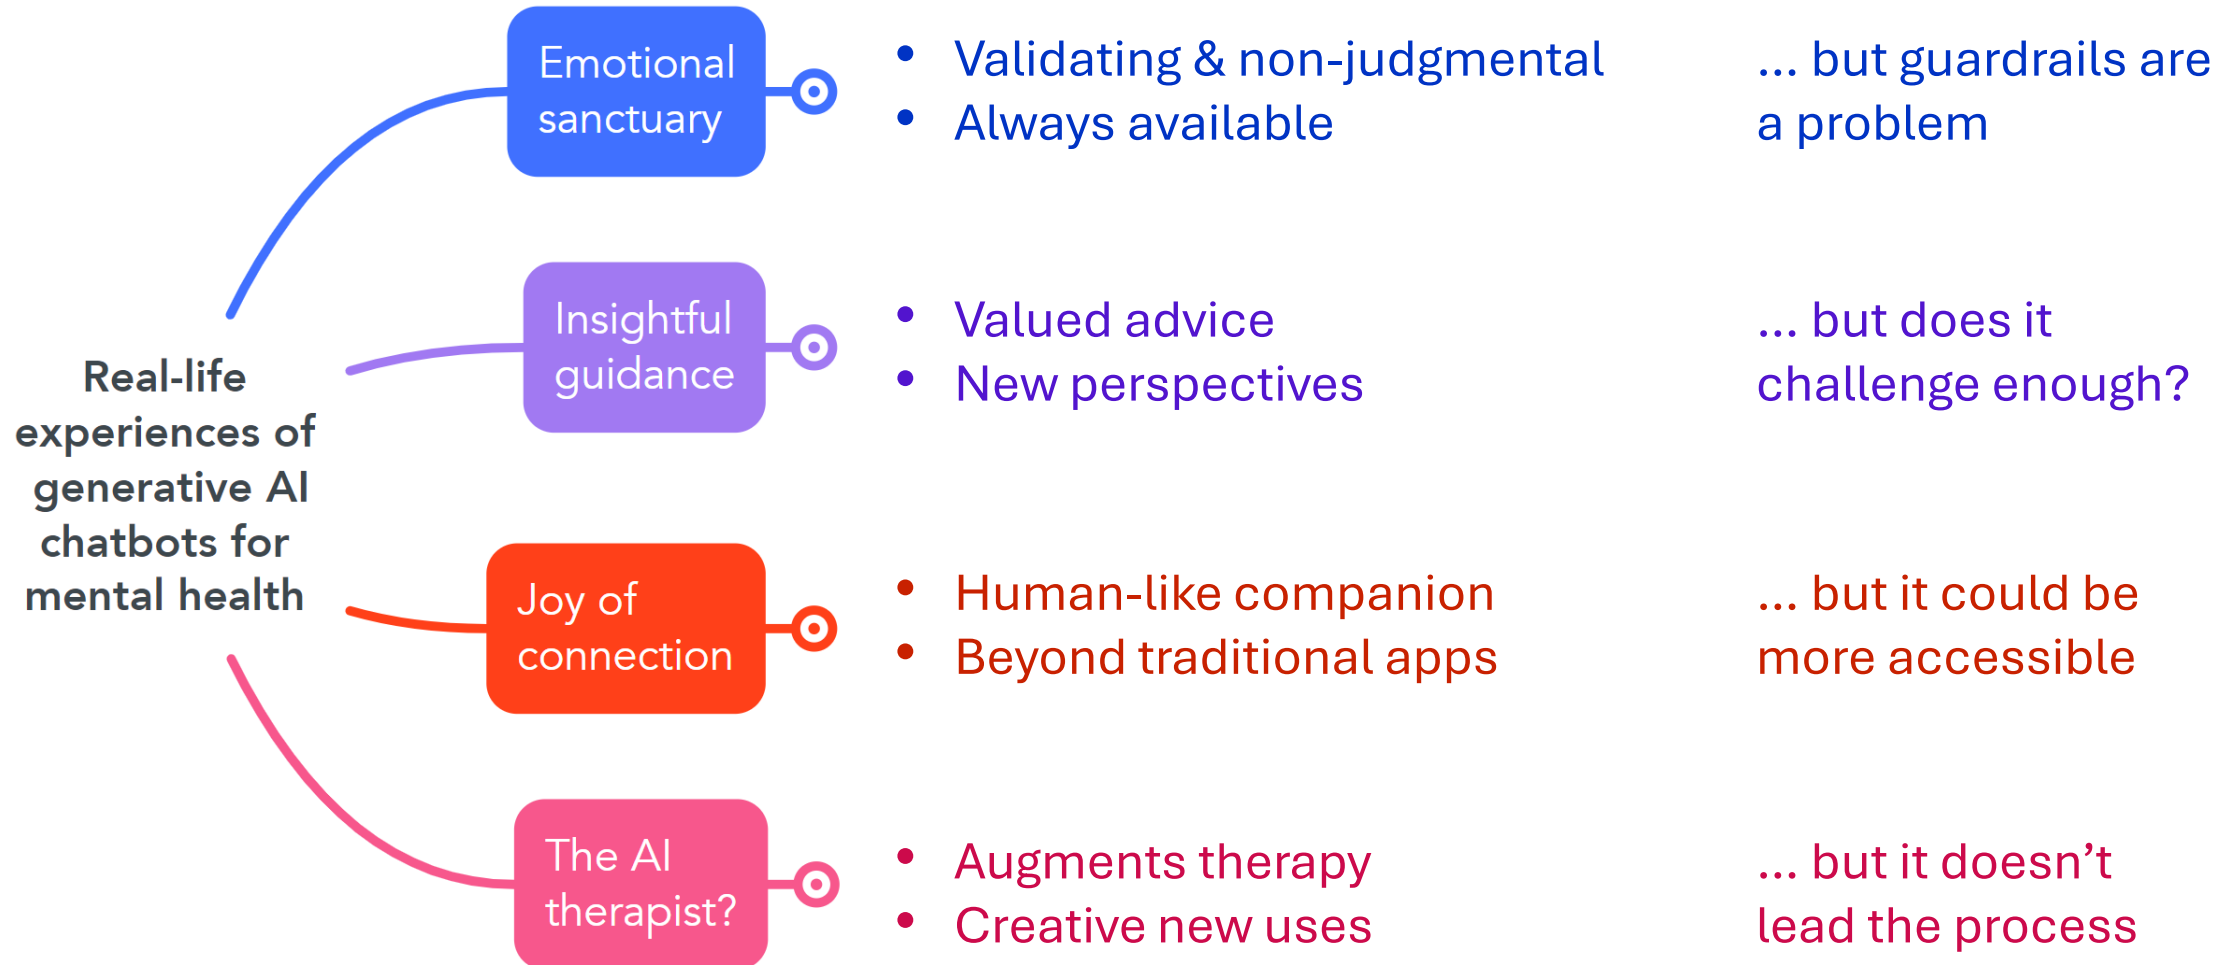 Real-life
experiences of
generative AI
chatbots for
mental health
Emotional
sanctuary
• Validating & non-judgmental
• Always available
... but guardrails are
a problem
Insightful
guidance
• Valued advice
• New perspectives
... but does it
challenge enough?
Joy of
connection
• Human-like companion
• Beyond traditional apps
... but it could be
more accessible
The AI
therapist?
• Augments therapy
• Creative new uses
... but it doesn’t
lead the process